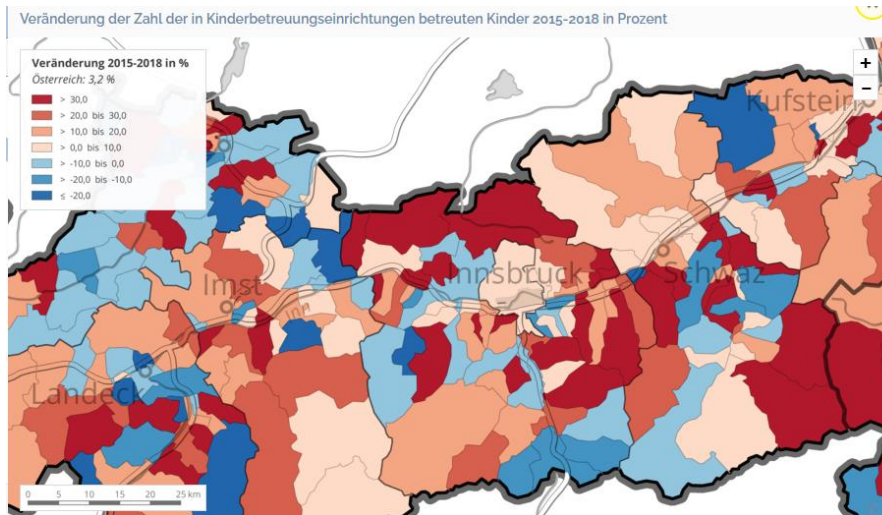 Veränderung der Zahl der in Kinderbetreuungseinrichtungen betreuten Kinder 2015-2018 in Prozent
Veränderung 2015-2018 in %
Österreich: 3,2 %
> 30,0
> 20,0 bis 30,0
> 10,0 bis 20,0
> 0,0 bis 10,0
> -10,0 bis 0,0
> -20,0 bis -10,0
≤ -20,0
+
−
Kufstein
Innsbruck
Schwaz
Imst
Inn
Landeck
0 5 10 15 20 25 km